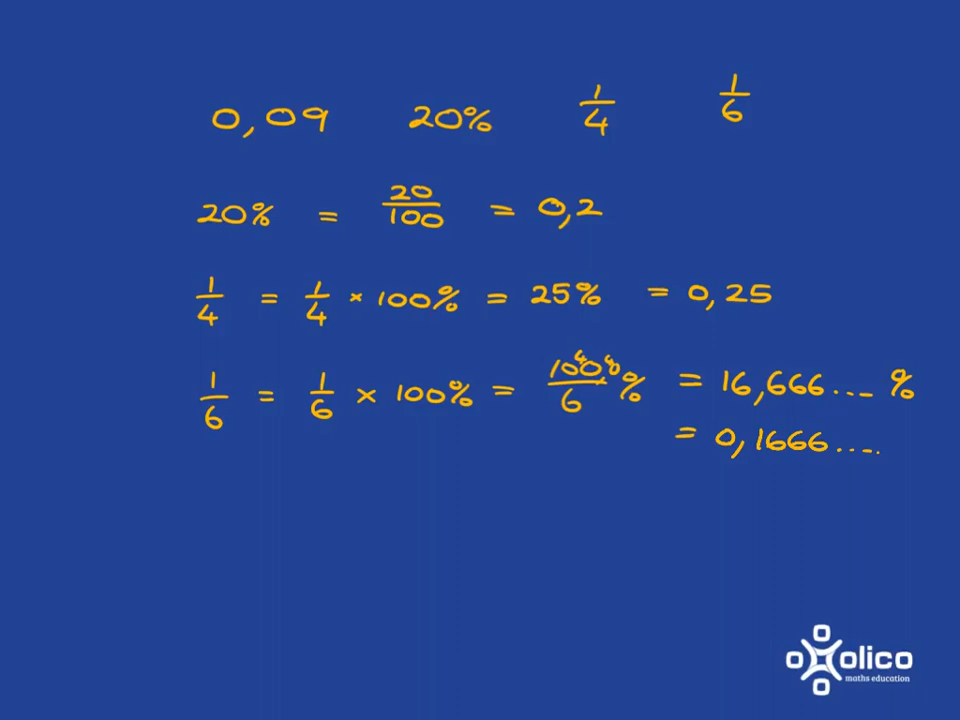 0,09 20% 1/4 1/6
20% = 20/100 = 0,2
1/4 = 1/4 × 100% = 25% = 0,25
1/6 = 1/6 × 100% = 100,/6 % = 16,666... %
= 0,1666....
olico
maths education